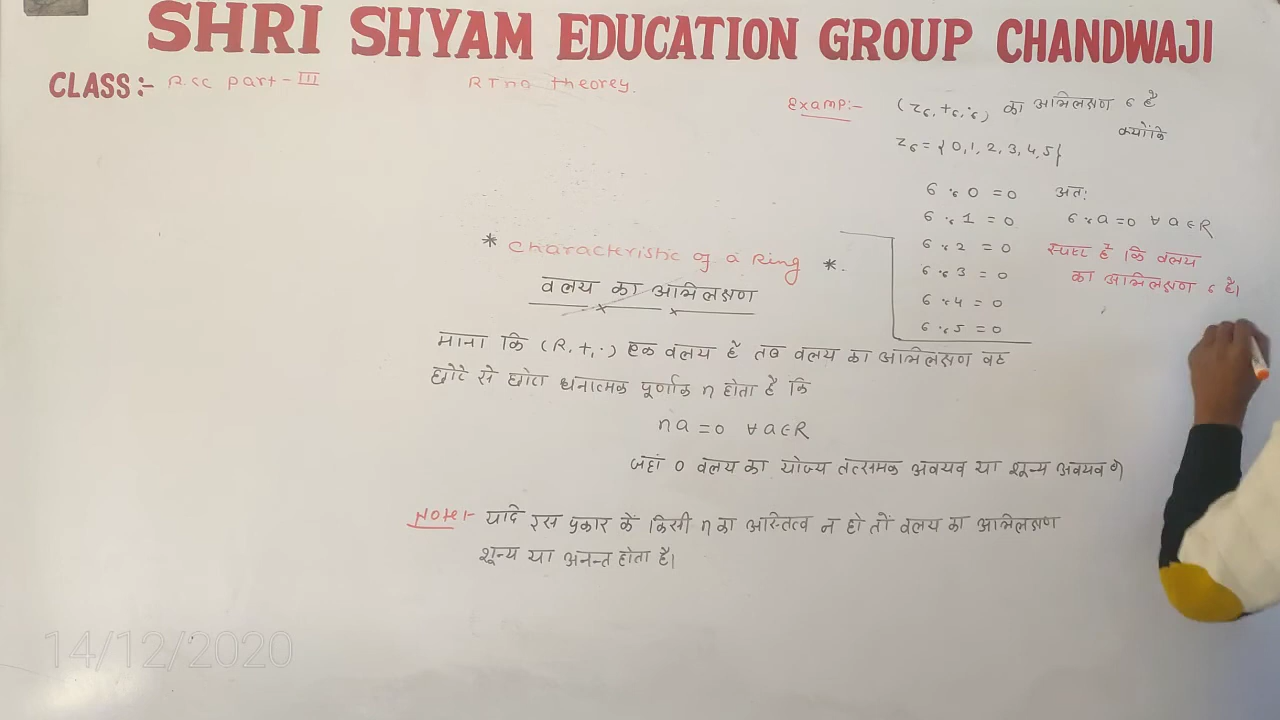 SHRI SHYAM EDUCATION GROUP CHANDWAJI
CLASS:- B.SC Part-III
RIng theorey.
* Characteristic of a Ring *.
वलय का अभिलक्षण
माना कि (R,+,·) एक वलय है तब वलय का अभिलक्षण वह
छोटे से छोटा धनात्मक पूर्णांक n होता है कि
na = 0 ∀ a∈R
जहाँ 0 वलय का योज्य तत्समक अवयव या शून्य अवयव है।
Note:- यदि इस प्रकार के किसी n का अस्तित्व न हो तो वलय का अभिलक्षण
शून्य या अनन्त होता है।
Examp:- (Z₆,+₆,·₆) का अभिलक्षण 6 है
क्योंकि
Z₆ = { 0,1,2,3,4,5}
6 ·₆ 0 = 0
6 ·₆ 1 = 0
6 ·₆ 2 = 0
6 ·₆ 3 = 0
6 ·₆ 4 = 0
6 ·₆ 5 = 0
अतः
6 ·₆ a = 0 ∀ a∈R
स्पष्ट है कि वलय
का अभिलक्षण 6 है।
14/12/2020